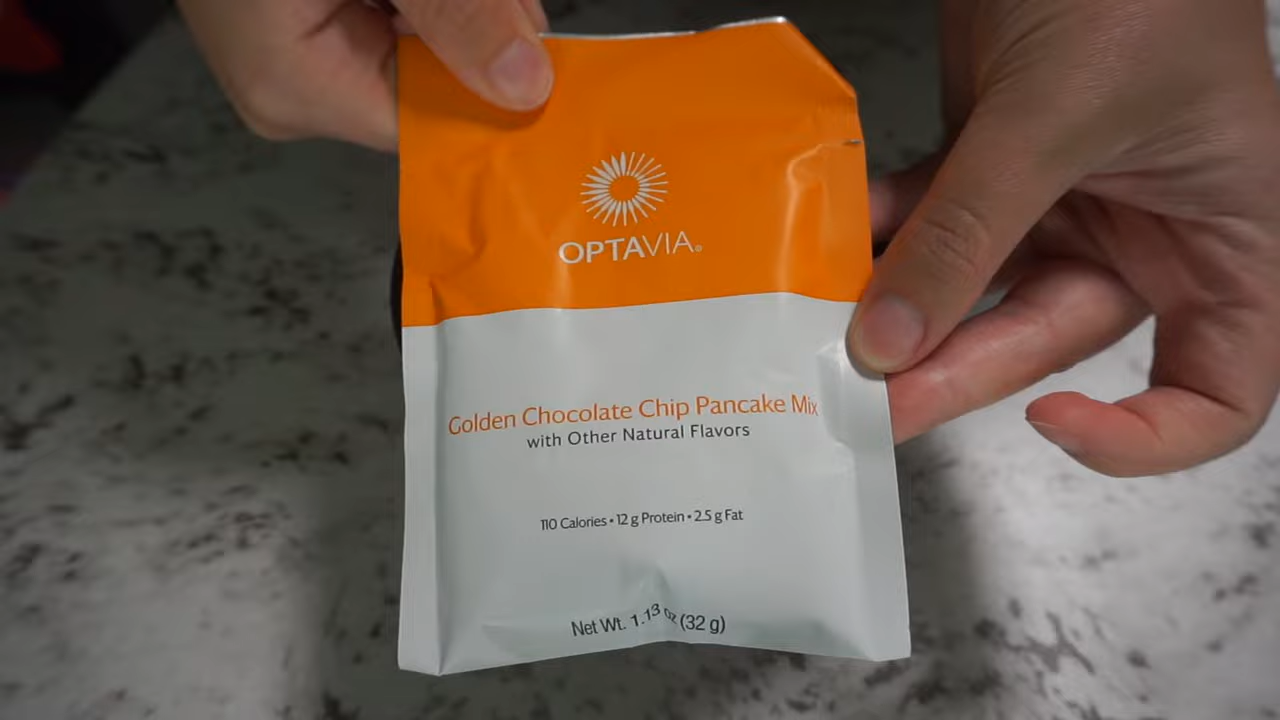 OPTAVIA®
Golden Chocolate Chip Pancake Mix
with Other Natural Flavors
110 Calories • 12 g Protein • 2.5 g Fat
Net Wt. 1.13 oz (32 g)